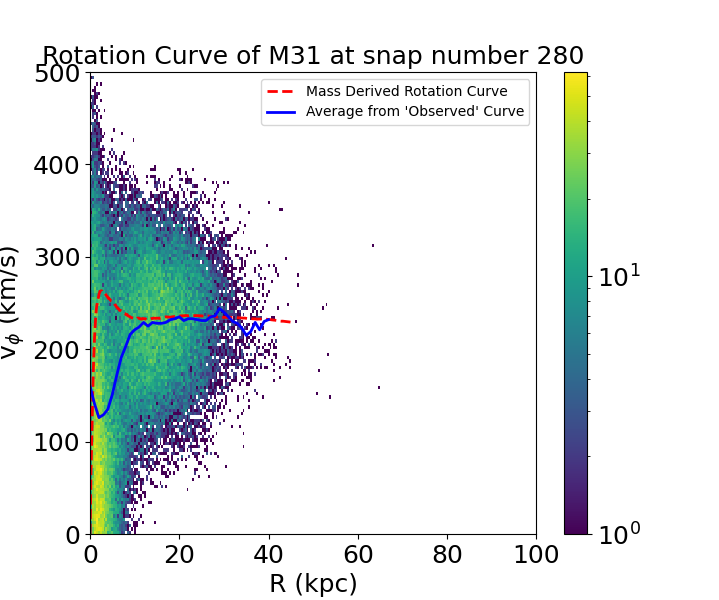 Rotation Curve of M31 at snap number 280
Mass Derived Rotation Curve
Average from 'Observed' Curve
500
400
300
200
100
0
v_ϕ (km/s)
0 20 40 60 80 100
R (kpc)
10^1
10^0